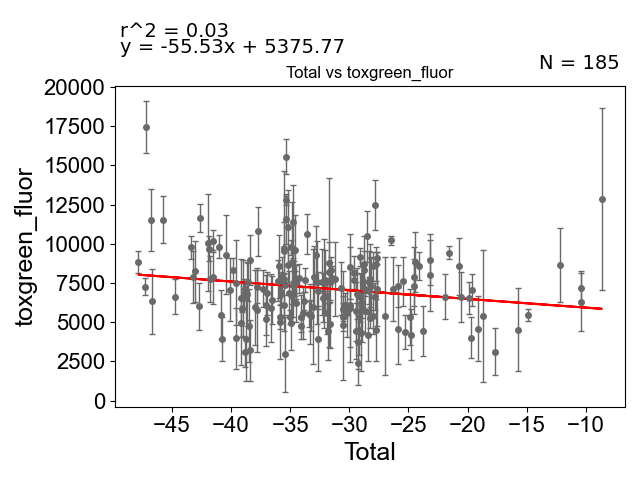 r^2 = 0.03
y = -55.53x + 5375.77
N = 185
Total vs toxgreen_fluor
20000
17500
15000
12500
10000
7500
5000
2500
0
toxgreen_fluor
−45 −40 −35 −30 −25 −20 −15 −10
Total